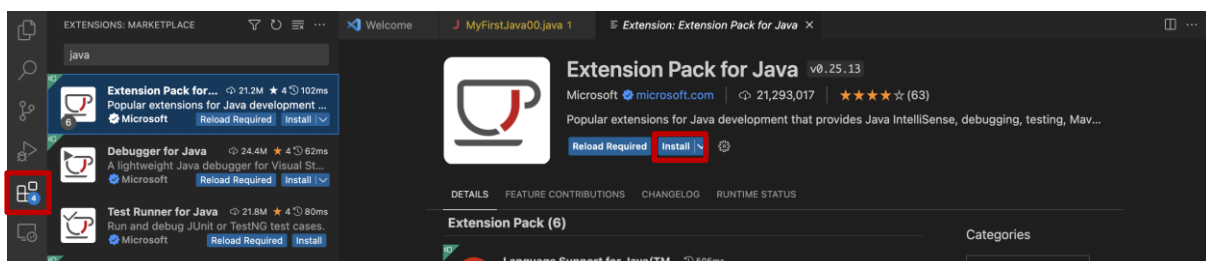 EXTENSIONS: MARKETPLACE
java
Extension Pack for... 21.2M ★ 4 102ms
Popular extensions for Java development ...
Microsoft Reload Required Install
6
Debugger for Java 24.4M ★ 4 62ms
A lightweight Java debugger for Visual St...
Microsoft Reload Required Install
Test Runner for Java 21.8M ★ 4 80ms
Run and debug JUnit or TestNG test cases.
Microsoft Reload Required Install
4
Welcome J MyFirstJava00.java 1 Extension: Extension Pack for Java ×
Extension Pack for Java v0.25.13
Microsoft microsoft.com | 21,293,017 | ★★★★☆ (63)
Popular extensions for Java development that provides Java IntelliSense, debugging, testing, Mav...
Reload Required Install
DETAILS FEATURE CONTRIBUTIONS CHANGELOG RUNTIME STATUS
Extension Pack (6)
Language Support for Java(TM
Categories